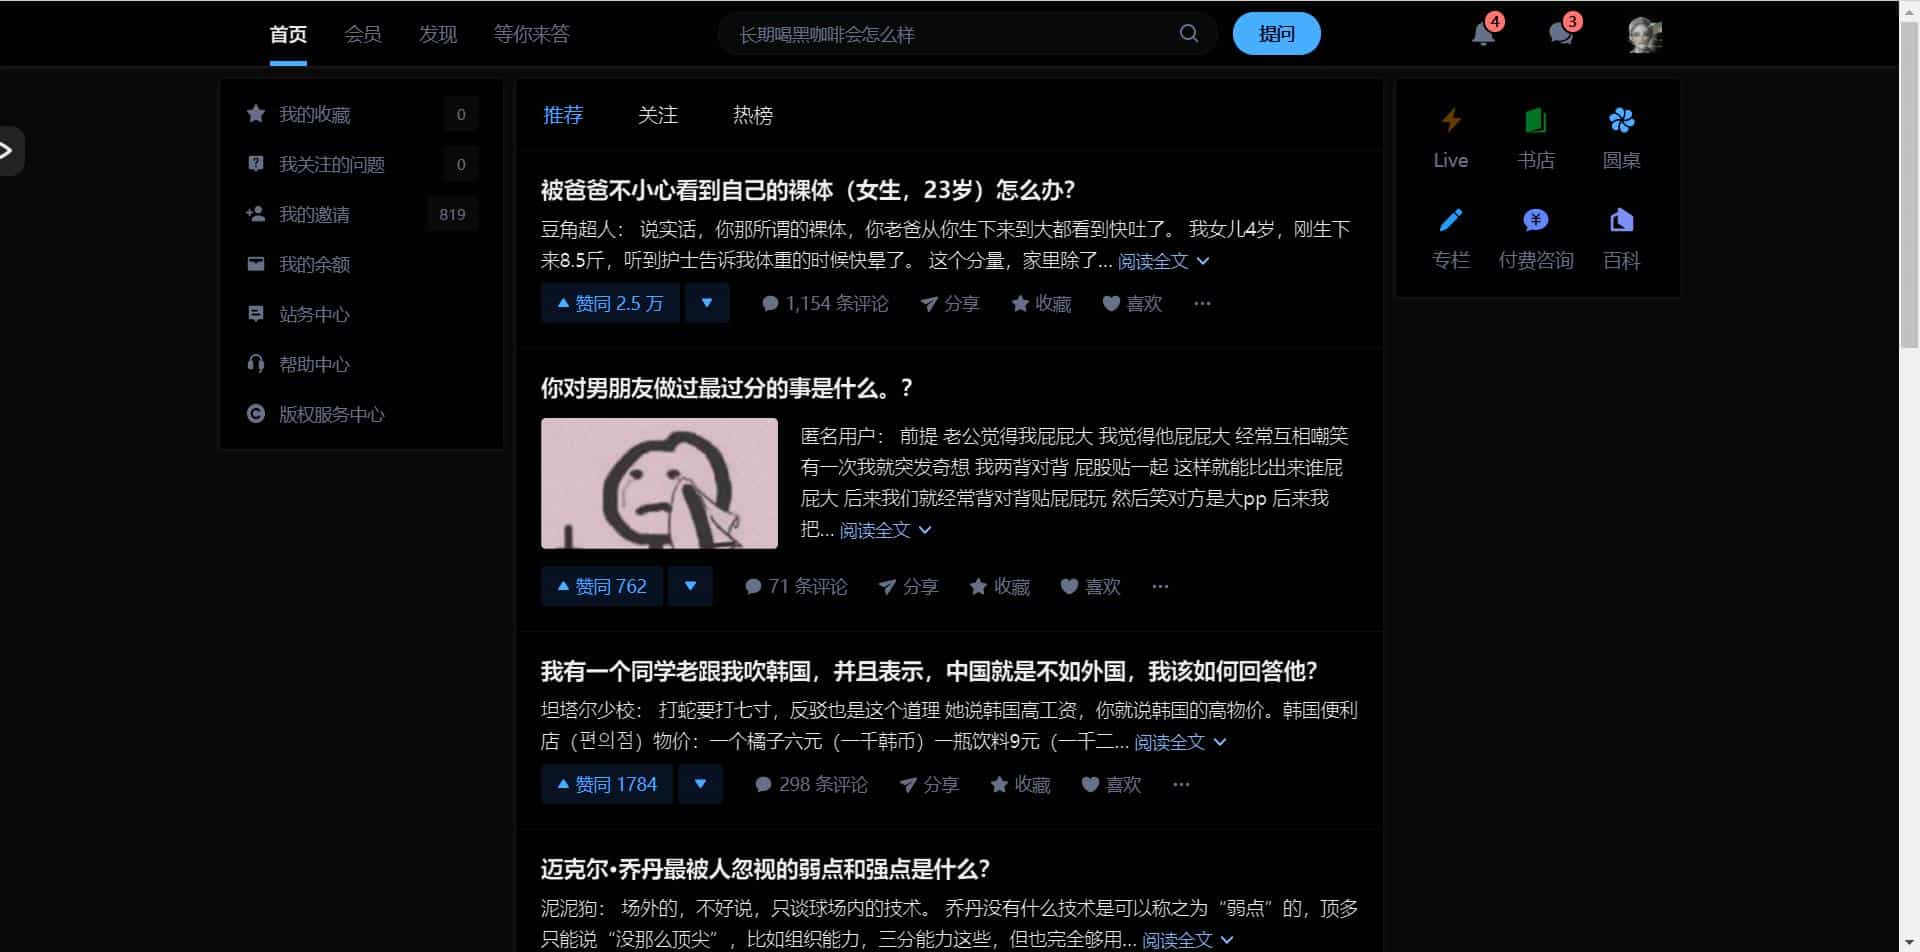 首页 会员 发现 等你来答 长期喝黑咖啡会怎么样 提问 4 3
我的收藏 0
我关注的问题 0
我的邀请 819
我的余额
站务中心
帮助中心
版权服务中心
推荐 关注 热榜
被爸爸不小心看到自己的裸体（女生，23岁）怎么办？
豆角超人： 说实话，你那所谓的裸体，你老爸从你生下来到大都看到快吐了。 我女儿4岁，刚生下
来8.5斤，听到护士告诉我体重的时候快晕了。 这个分量，家里除了... 阅读全文
赞同 2.5 万 1,154 条评论 分享 收藏 喜欢 ···
你对男朋友做过最过分的事是什么。？
匿名用户： 前提 老公觉得我屁屁大 我觉得他屁屁大 经常互相嘲笑
有一次我就突发奇想 我两背对背 屁股贴一起 这样就能比出来谁屁
屁大 后来我们就经常背对背贴屁屁玩 然后笑对方是大pp 后来我
把... 阅读全文
赞同 762 71 条评论 分享 收藏 喜欢 ···
我有一个同学老跟我吹韩国，并且表示，中国就是不如外国，我该如何回答他？
坦塔尔少校： 打蛇要打七寸，反驳也是这个道理 她说韩国高工资，你就说韩国的高物价。韩国便利
店（편의점）物价：一个橘子六元（一千韩币）一瓶饮料9元（一千二... 阅读全文
赞同 1784 298 条评论 分享 收藏 喜欢 ···
迈克尔•乔丹最被人忽视的弱点和强点是什么？
泥泥狗： 场外的，不好说，只谈球场内的技术。 乔丹没有什么技术是可以称之为“弱点”的，顶多
只能说“没那么顶尖”，比如组织能力，三分能力这些，但也完全够用... 阅读全文
Live 书店 圆桌
专栏 付费咨询 百科